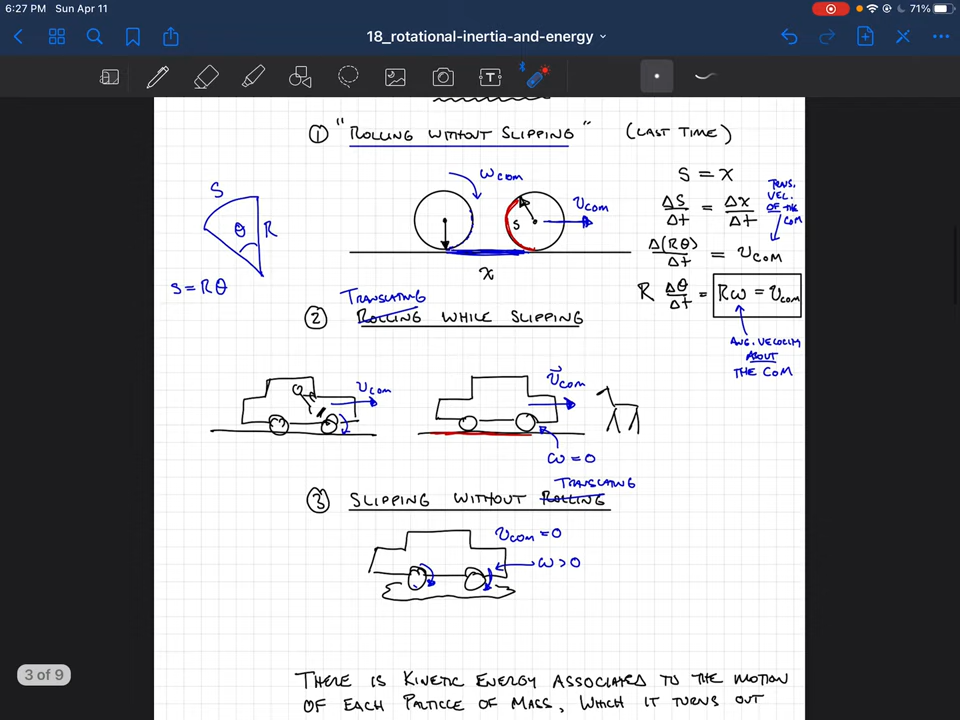 6:27 PM Sun Apr 11
71%
18_rotational-inertia-and-energy
T
① "ROLLING WITHOUT SLIPPING" (LAST TIME)
S
θ
R
S = Rθ
ωCOM
S
vCOM
x
S = x
ΔS/Δt = Δx/Δt
TRNS.
VEL.
OF THE
COM
Δ(Rθ)/Δt = vCOM
R Δθ/Δt = Rω = vCOM
ANG. VELOCITY
ABOUT
THE COM
TRANSLATING
② ROLLING WHILE SLIPPING
vCOM
v⃗COM
ω = 0
TRANSLATING
③ SLIPPING WITHOUT ROLLING
vCOM = 0
ω > 0
3 of 9
THERE IS KINETIC ENERGY ASSOCIATED TO THE MOTION
OF EACH PARTICLE OF MASS, WHICH IT TURNS OUT